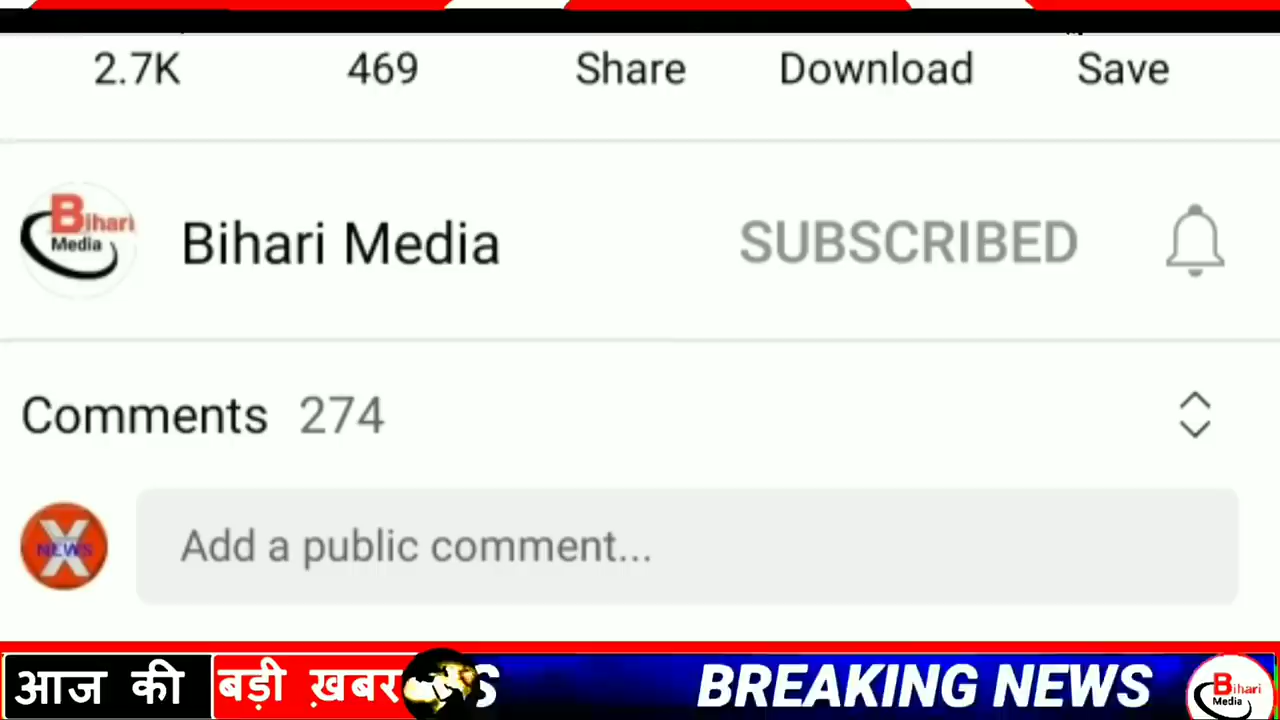 2.7K 469 Share Download Save
Bihari Media
Bihari Media SUBSCRIBED
Comments 274
X NEWS
Add a public comment...
आज की बड़ी ख़बर S BREAKING NEWS
Bihari Media